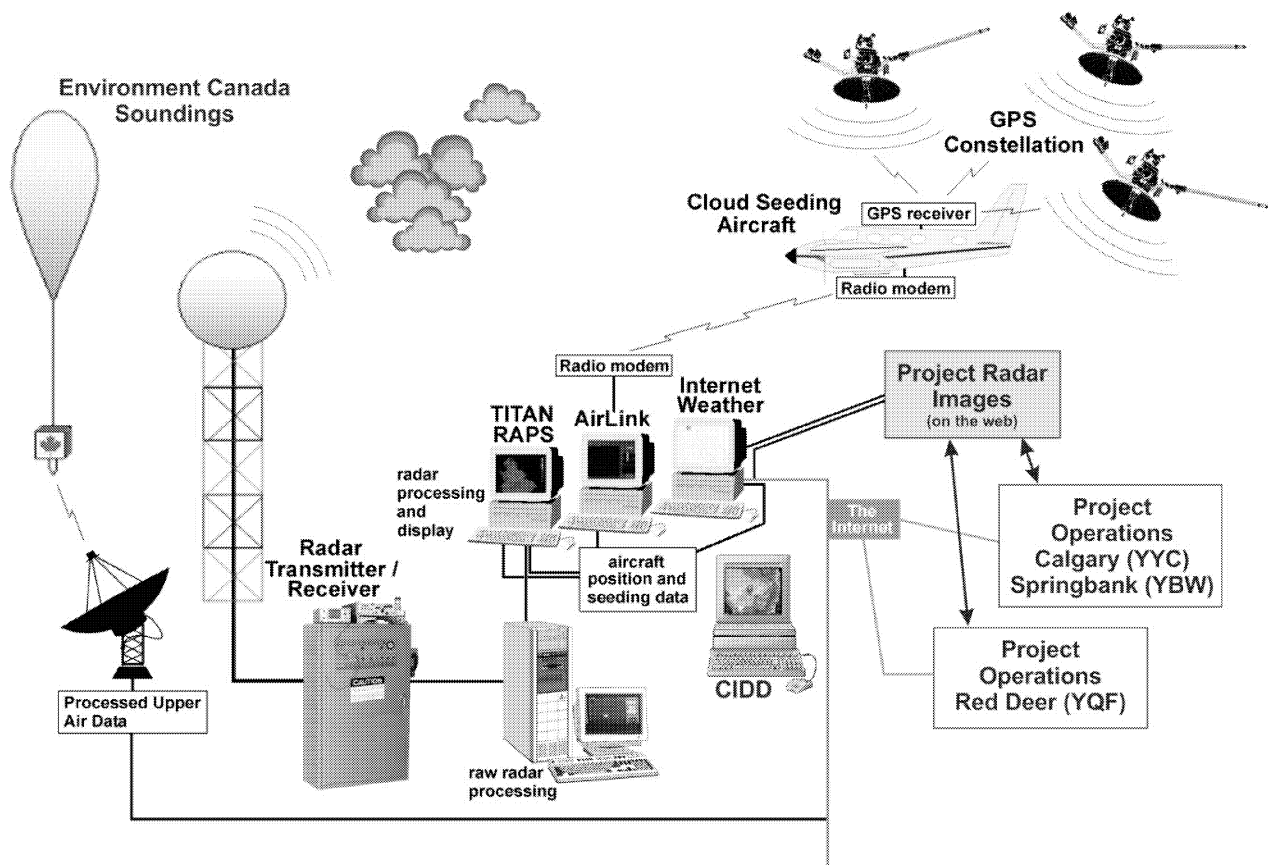 Environment Canada
Soundings
GPS
Constellation
Cloud Seeding
Aircraft
GPS receiver
Radio modem
Radio modem
Internet
Weather
AirLink
TITAN
RAPS
radar
processing
and
display
Project Radar
Images
(on the web)
The
Internet
Project
Operations
Calgary (YYC)
Springbank (YBW)
Project
Operations
Red Deer (YQF)
aircraft
position and
seeding data
Radar
Transmitter /
Receiver
CAUTION
CIDD
Processed Upper
Air Data
raw radar
processing